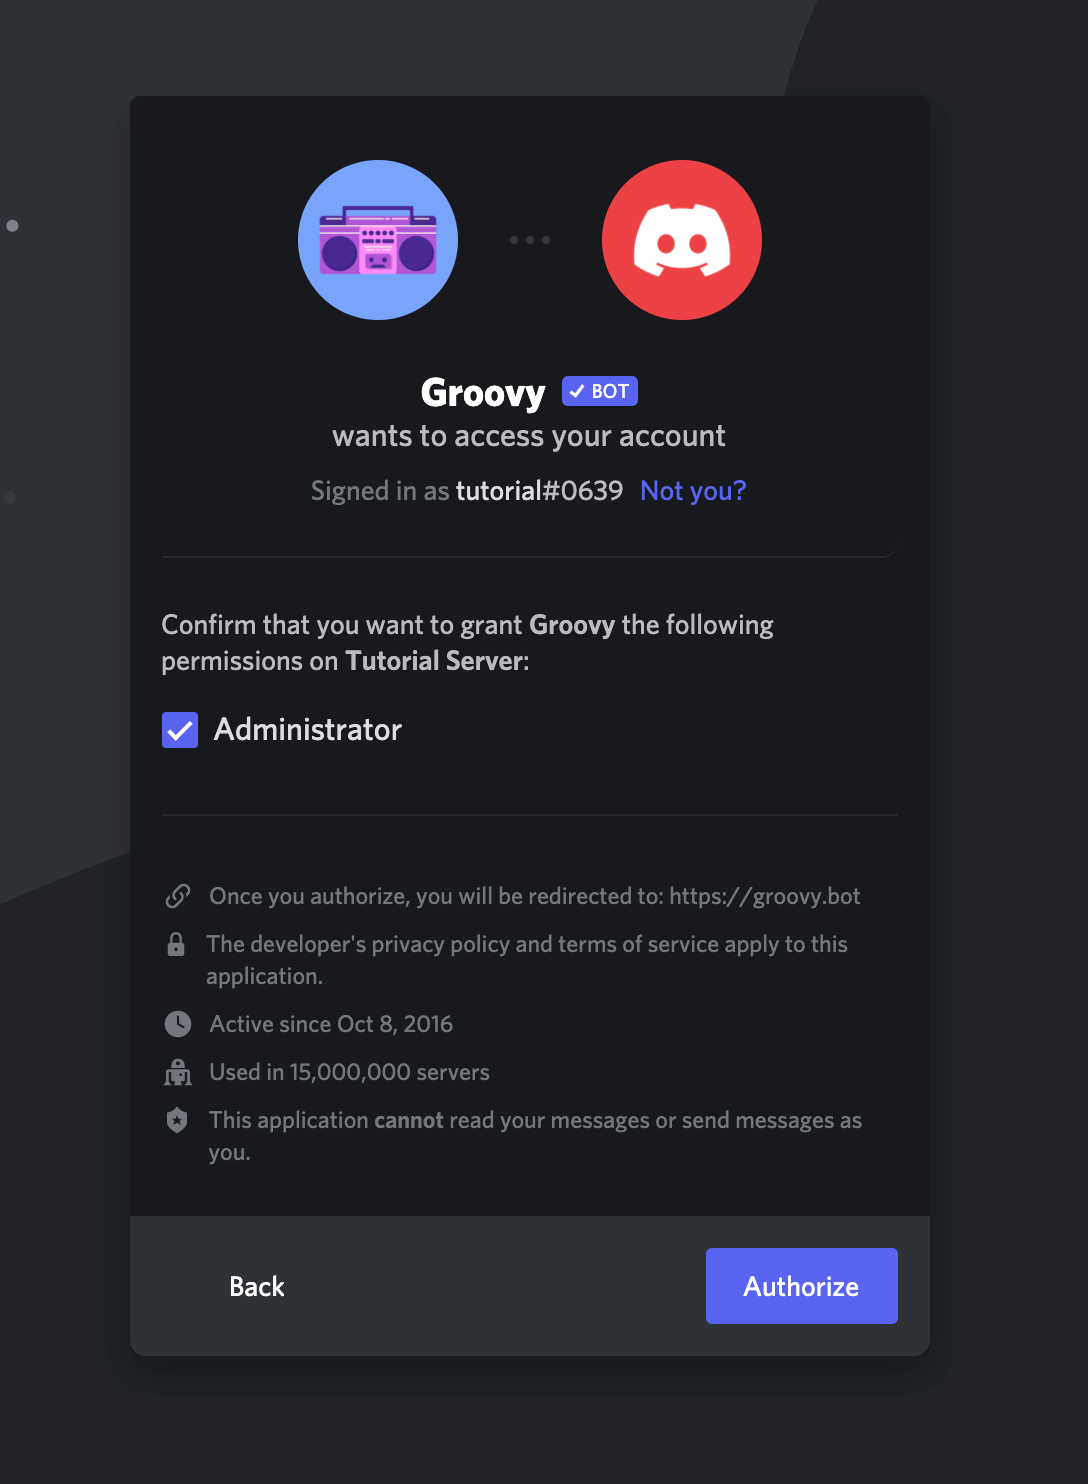 Groovy BOT
wants to access your account
Signed in as tutorial#0639 Not you?
Confirm that you want to grant Groovy the following
permissions on Tutorial Server:
Administrator
Once you authorize, you will be redirected to: https://groovy.bot
The developer's privacy policy and terms of service apply to this
application.
Active since Oct 8, 2016
Used in 15,000,000 servers
This application cannot read your messages or send messages as
you.
Back Authorize